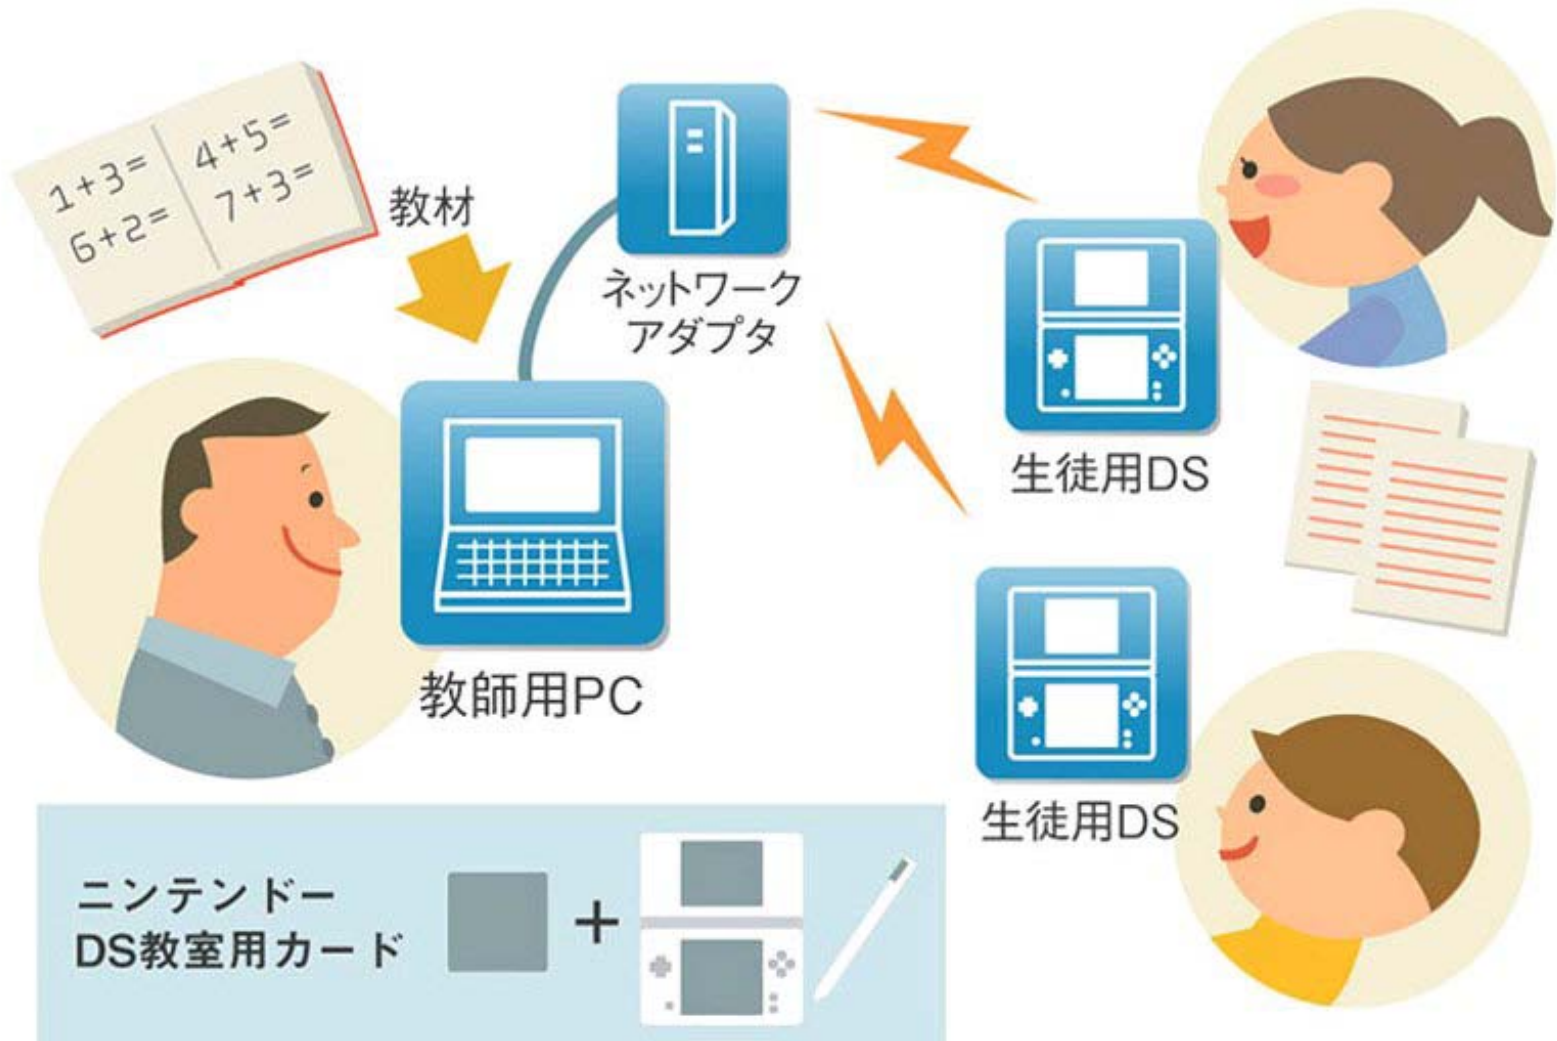 1+3=
6+2=
4+5=
7+3=
教材
ネットワーク
アダプタ
生徒用DS
教師用PC
生徒用DS
ニンテンドー
DS教室用カード
+